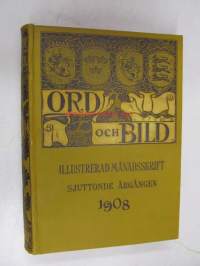 ORD
OCH
BILD
ILLUSTRERAD MÅNADSSKRIFT
SJUTTONDE ÅRGÅNGEN
1908